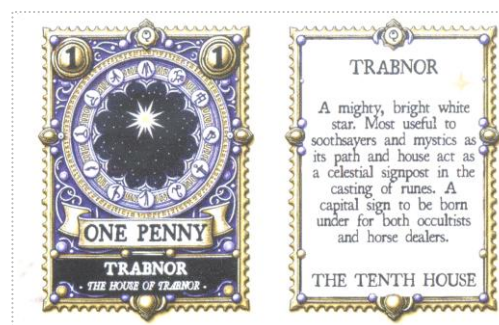 1 1
ONE PENNY
TRABNOR
· THE HOUSE OF TRABNOR ·
TRABNOR
A mighty, bright white
star. Most useful to
soothsayers and mystics as
its path and house act as
a celestial signpost in the
casting of runes. A
capital sign to be born
under for both occultists
and horse dealers.
THE TENTH HOUSE